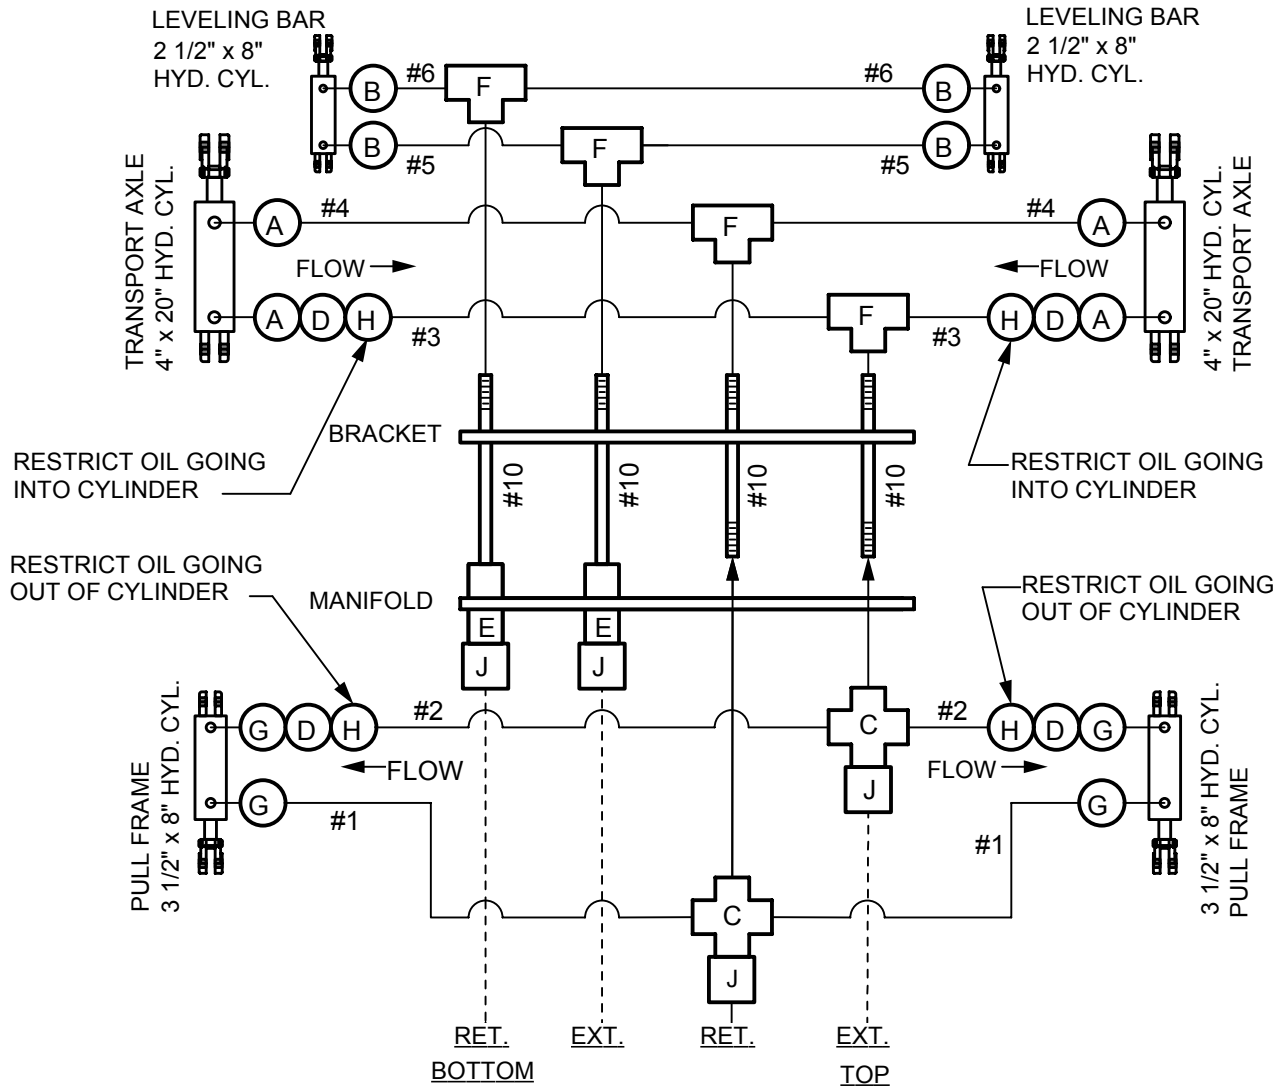 LEVELING BAR
2 1/2" x 8"
HYD. CYL.
LEVELING BAR
2 1/2" x 8"
HYD. CYL.
B #6 F #6 B
B #5 F #5 B
TRANSPORT AXLE
4" x 20" HYD. CYL.
4" x 20" HYD. CYL.
TRANSPORT AXLE
A #4 F #4 A
FLOW
FLOW
A D H #3 F #3 H D A
BRACKET
#10 #10 #10 #10
RESTRICT OIL GOING
INTO CYLINDER
RESTRICT OIL GOING
INTO CYLINDER
RESTRICT OIL GOING
OUT OF CYLINDER
RESTRICT OIL GOING
OUT OF CYLINDER
MANIFOLD
E E
J J
PULL FRAME
3 1/2" x 8" HYD. CYL.
3 1/2" x 8" HYD. CYL.
PULL FRAME
G D H #2 C #2 H D G
FLOW
FLOW
J
G #1 #1 G
C
J
RET.
BOTTOM
EXT.
RET.
EXT.
TOP